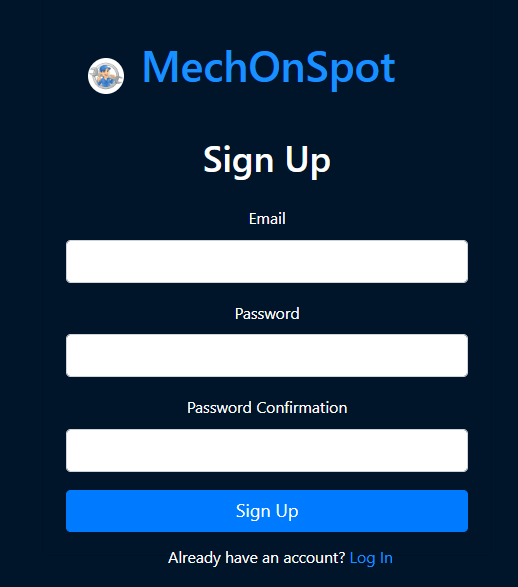 MechOnSpot
Sign Up
Email
Password
Password Confirmation
Sign Up
Already have an account? Log In